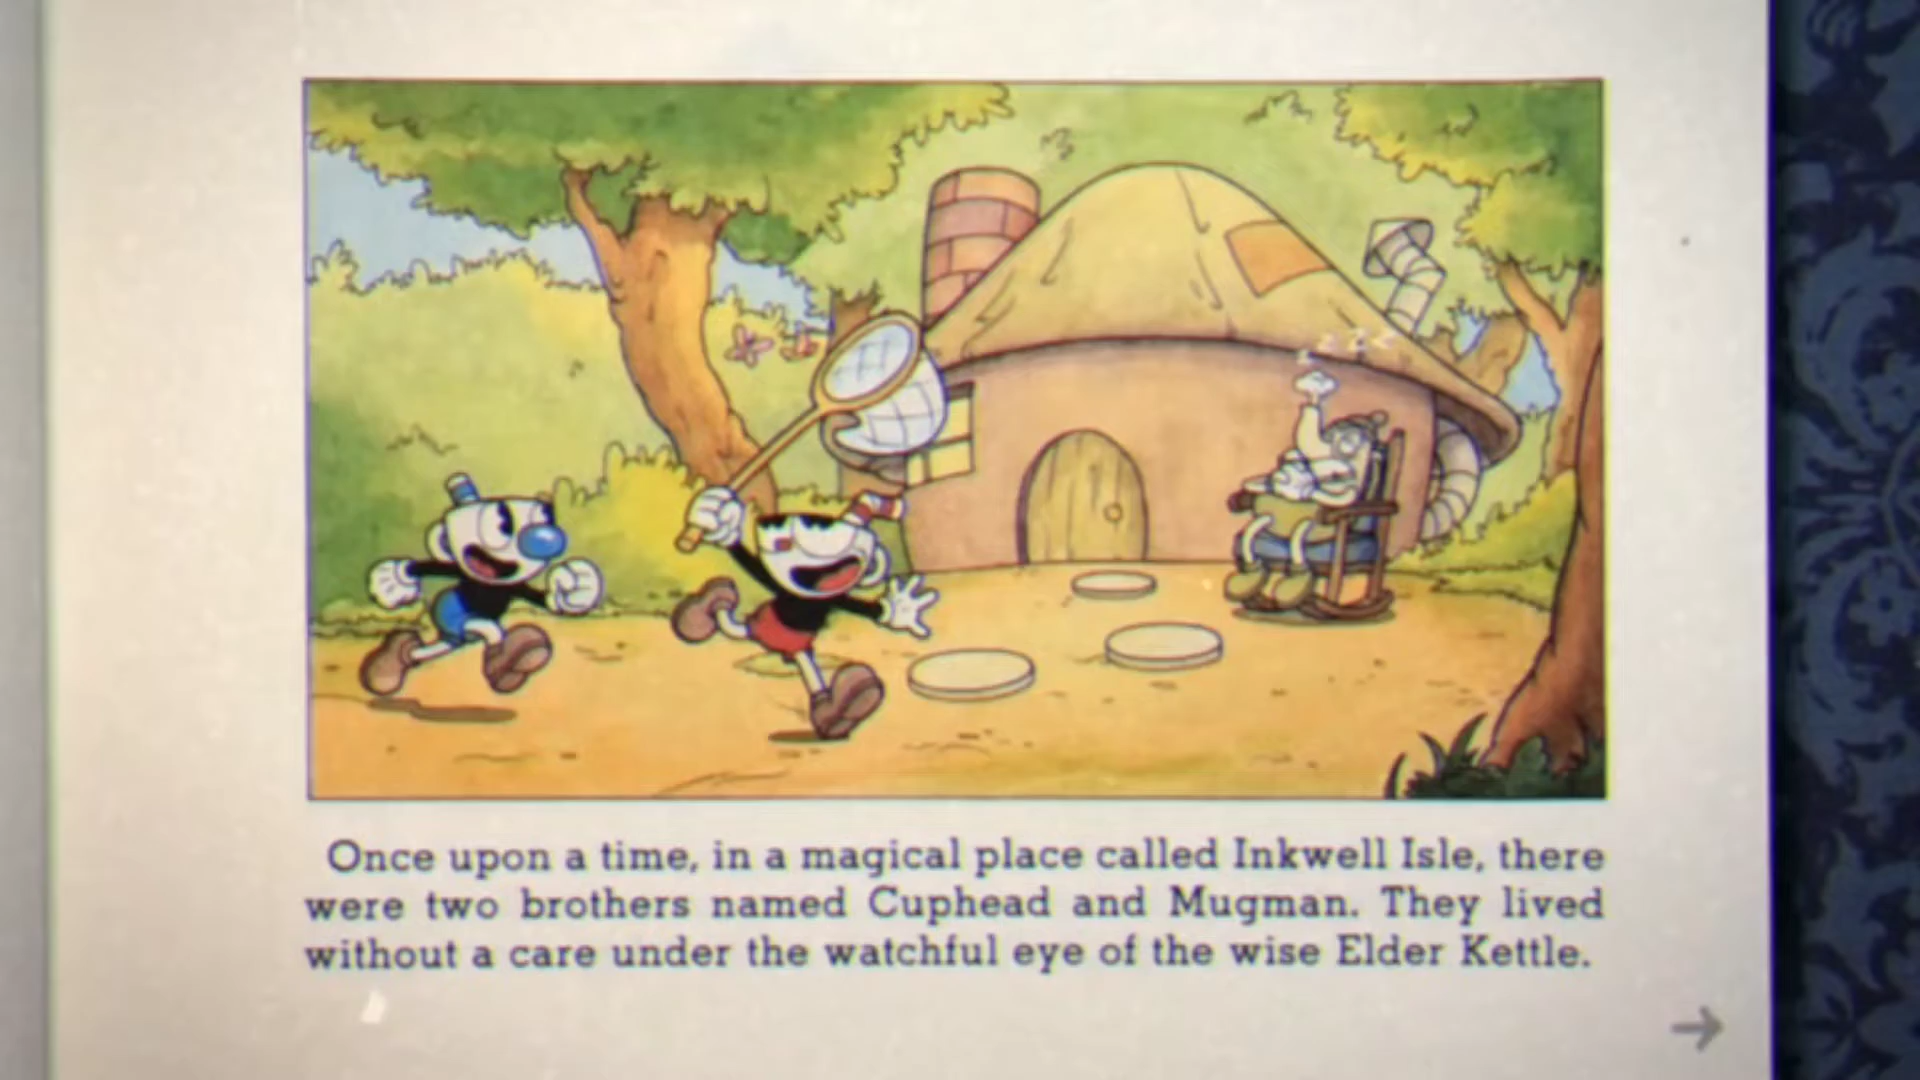 Once upon a time, in a magical place called Inkwell Isle, there
were two brothers named Cuphead and Mugman. They lived
without a care under the watchful eye of the wise Elder Kettle.